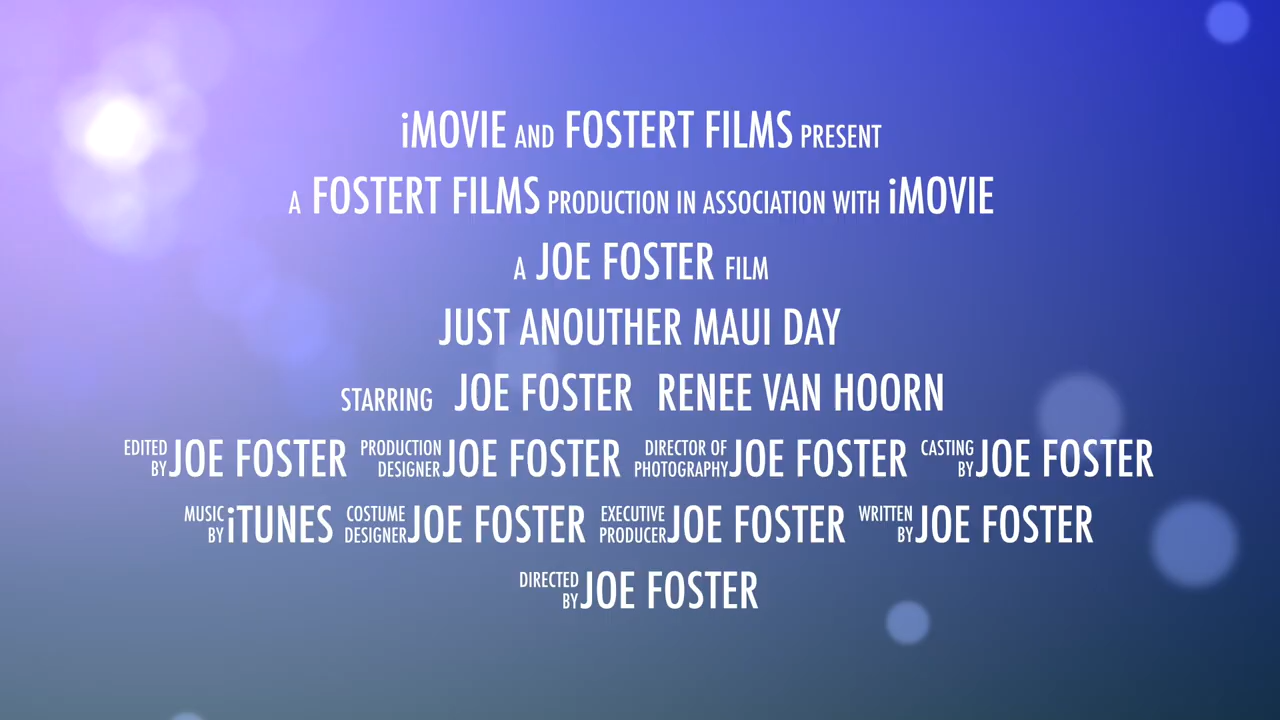 iMOVIE AND FOSTERT FILMS PRESENT
A FOSTERT FILMS PRODUCTION IN ASSOCIATION WITH iMOVIE
A JOE FOSTER FILM
JUST ANOUTHER MAUI DAY
STARRING JOE FOSTER RENEE VAN HOORN
EDITED BY JOE FOSTER PRODUCTION DESIGNER JOE FOSTER DIRECTOR OF PHOTOGRAPHY JOE FOSTER CASTING BY JOE FOSTER
MUSIC BY iTUNES COSTUME DESIGNER JOE FOSTER EXECUTIVE PRODUCER JOE FOSTER WRITTEN BY JOE FOSTER
DIRECTED BY JOE FOSTER